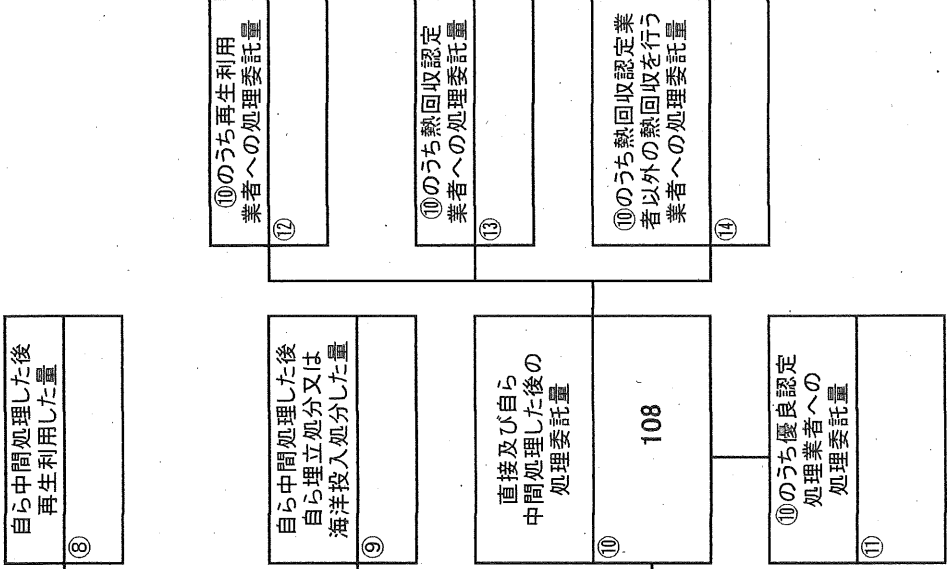 自ら中間処理した後
再生利用した量
⑧
自ら中間処理した後
自ら埋立処分又は
海洋投入処分した量
⑨
直接及び自ら
中間処理した後の
処理委託量
⑩
108
⑩のうち優良認定
処理業者への
処理委託量
⑪
⑩のうち再生利用
業者への処理委託量
⑫
⑩のうち熱回収認定
業者への処理委託量
⑬
⑩のうち熱回収認定業
者以外の熱回収を行う
業者への処理委託量
⑭